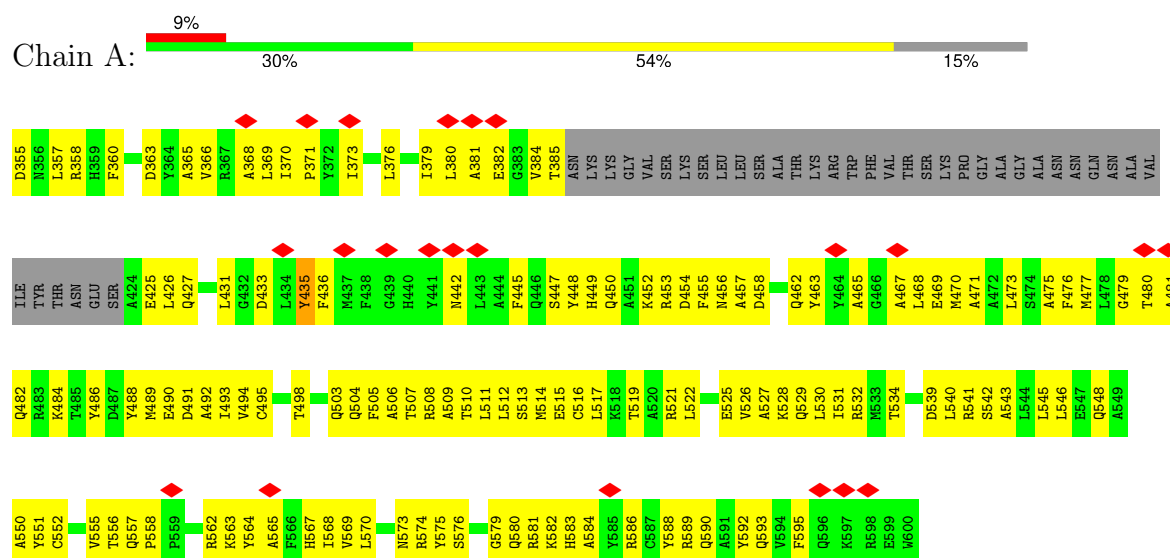 9%
Chain A:
30% 54% 15%
D355 N356 L357 R358 H359 F360 D363 Y364 A365 V366 R367 A368 L369 I370 P371 Y372 I373 L376 I379 L380 A381 E382 G383 V384 T385 ASN LYS LYS GLY VAL SER LYS SER LEU LEU SER ALA THR LYS ARG TRP PHE VAL THR SER LYS PRO GLY ALA GLY ALA ASN ASN GLN ASN ALA VAL
ILE TYR THR ASN GLU SER A424 E425 L426 Q427 L431 G432 D433 L434 Y435 F436 M437 F438 G439 H440 Y441 N442 L443 A444 F445 Q446 S447 Y448 H449 Q450 A451 K452 R453 D454 F455 N456 A457 D458 Q462 Y463 Y464 A465 G466 A467 L468 E469 M470 A471 A472 L473 S474 A475 F476 M477 L478 G479 T480 A481
Q482 R483 K484 T485 Y486 D487 Y488 M489 E490 D491 A492 I493 V494 C495 T498 Q503 Q504 F505 A506 T507 R508 A509 T510 L511 L512 S513 M514 E515 C516 L517 K518 T519 A520 R521 L522 E525 V526 A527 K528 Q529 L530 I531 R532 M533 T534 D539 L540 R541 S542 A543 L544 L545 L546 E547 Q548 A549
A550 Y551 C552 V555 T556 Q557 P558 P559 R562 K563 Y564 A565 F566 H567 I568 V569 L570 N573 R574 Y575 S576 G579 Q580 R581 K582 H583 A584 Y585 R586 C587 Y588 R589 Q590 A591 Y592 Q593 V594 F595 Q596 K597 R598 E599 W600